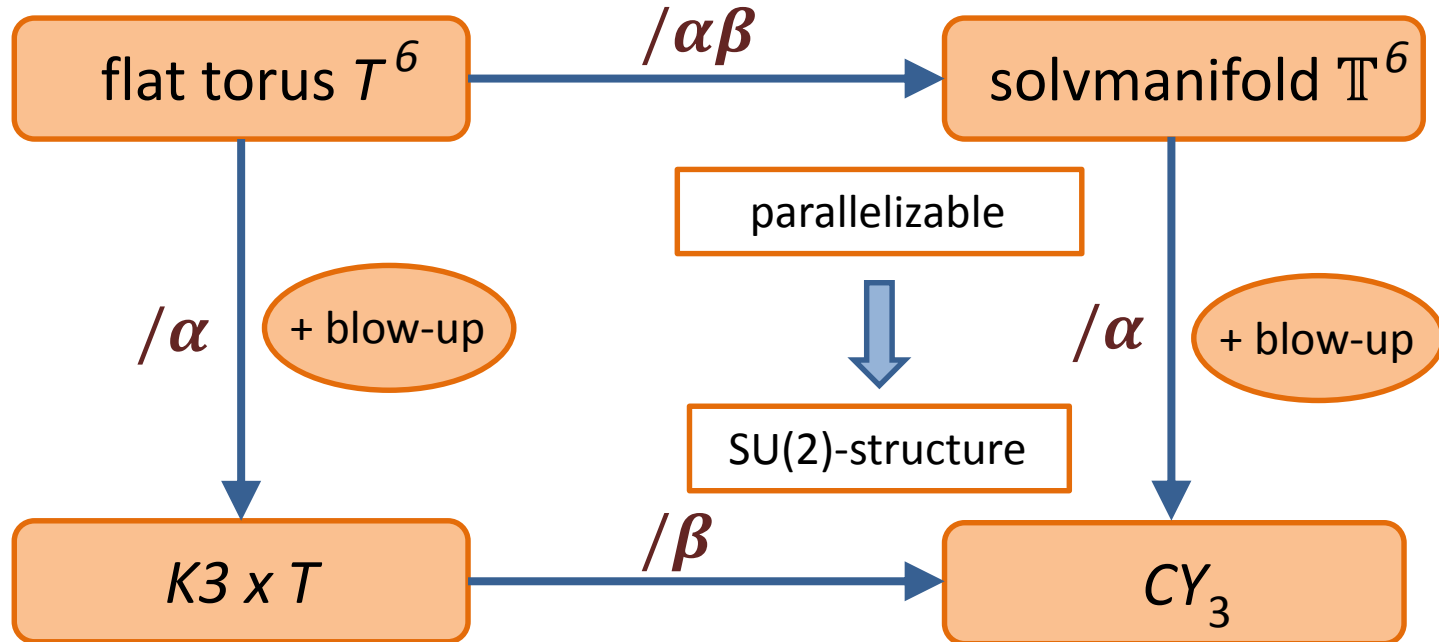 /αβ
flat torus T⁶
solvmanifold 𝕋⁶
parallelizable
/α
+ blow-up
/α
+ blow-up
SU(2)-structure
/β
K3 x T
CY₃